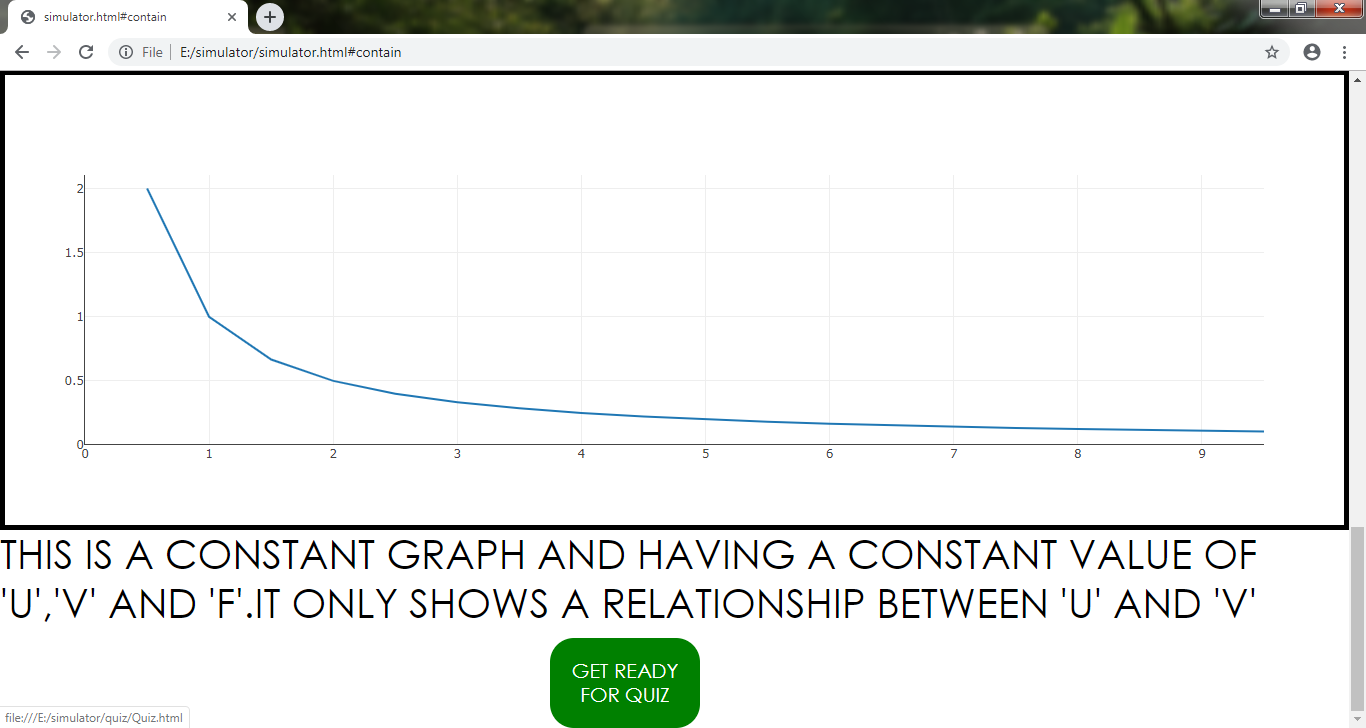 simulator.html#contain
File E:/simulator/simulator.html#contain
2
1.5
1
0.5
0
0 1 2 3 4 5 6 7 8 9
THIS IS A CONSTANT GRAPH AND HAVING A CONSTANT VALUE OF
'U','V' AND 'F'.IT ONLY SHOWS A RELATIONSHIP BETWEEN 'U' AND 'V'
GET READY
FOR QUIZ
file:///E:/simulator/quiz/Quiz.html